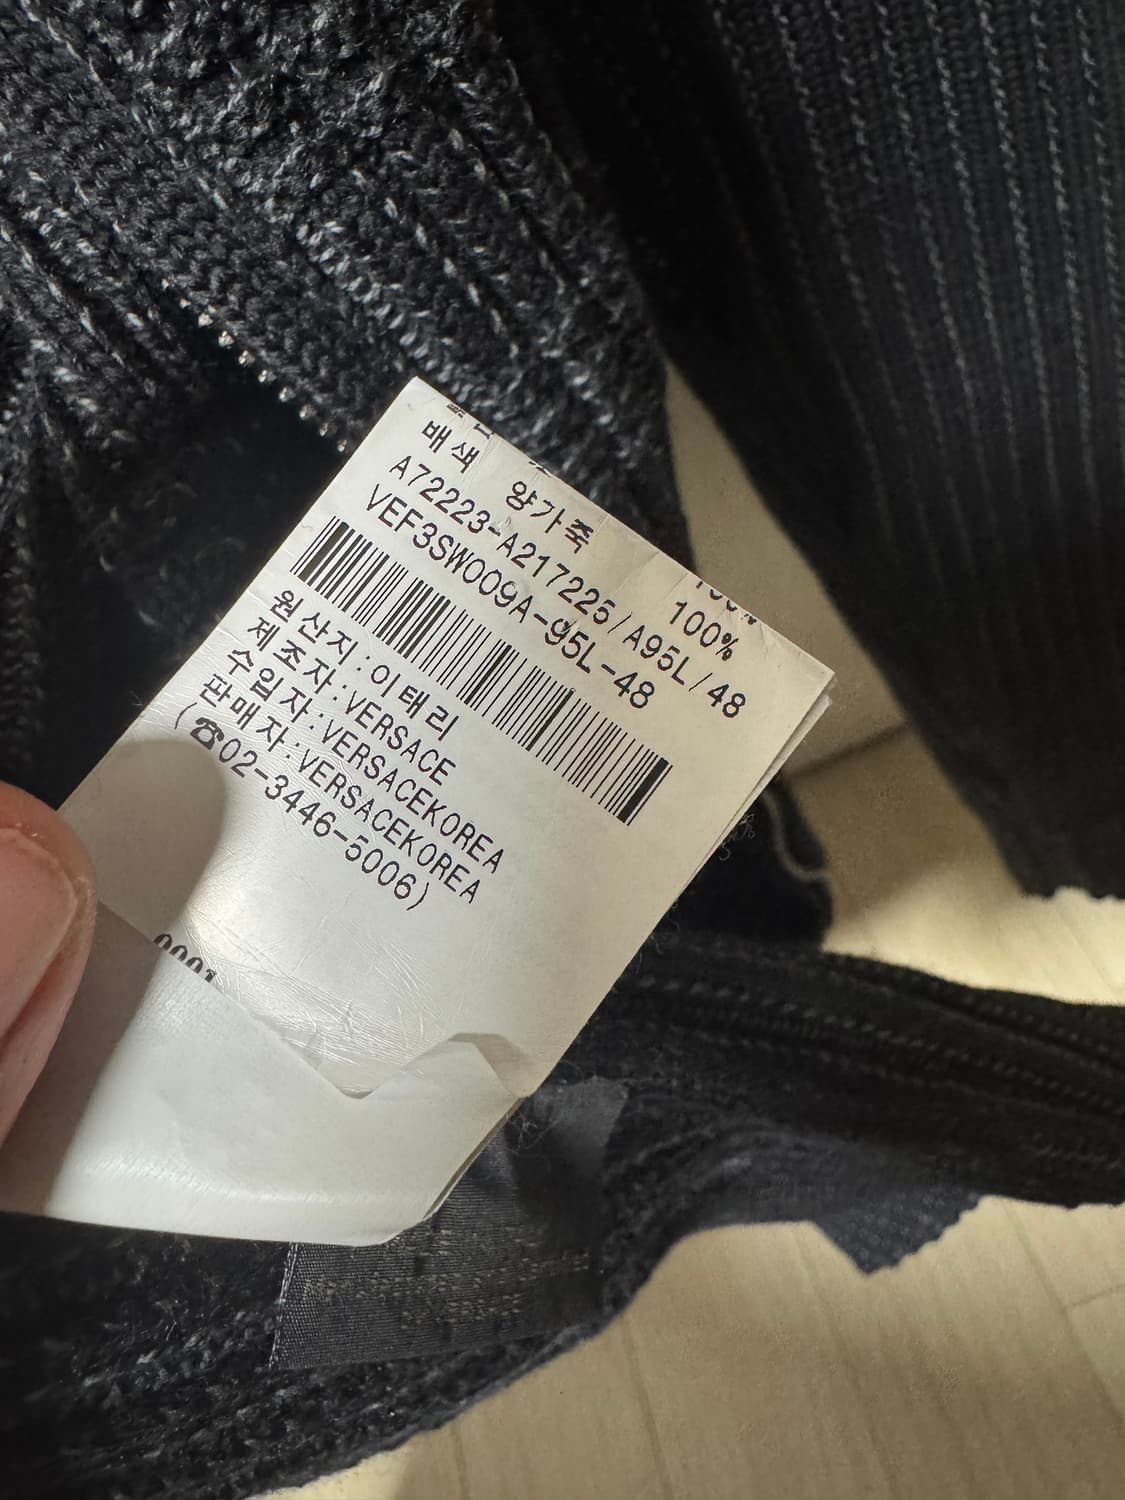 배색 양가죽 100%
A72223-A217225/A95L/48
VEF3SW009A-95L-48
원산지:이태리
제조자:VERSACE
수입자:VERSACEKOREA
판매자:VERSACEKOREA
(☎02-3446-5006)
0001